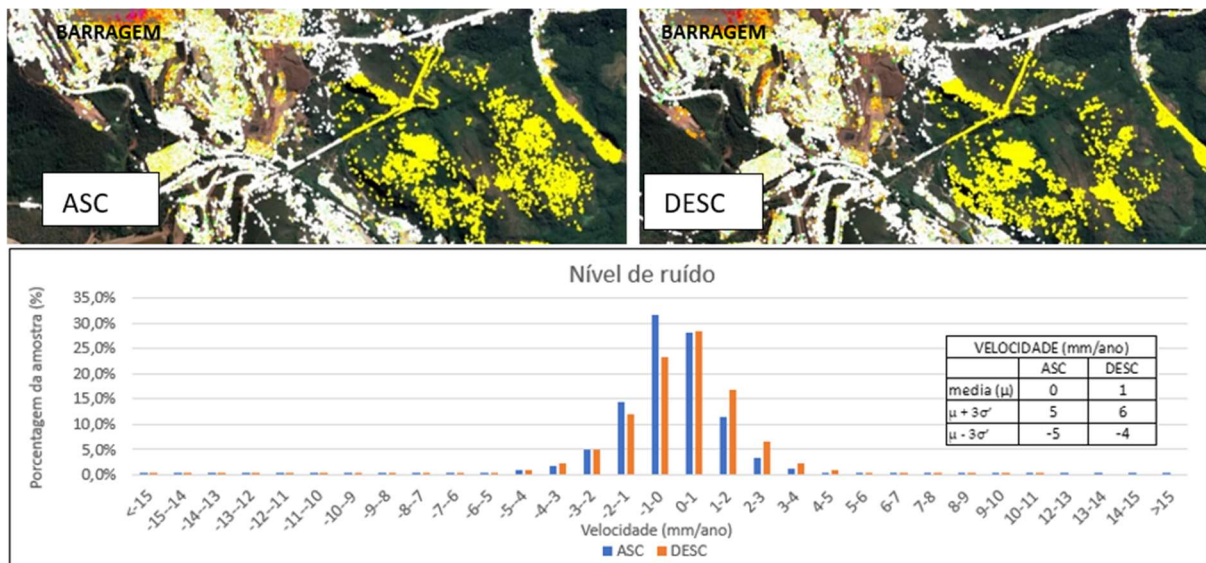 BARRAGEM
BARRAGEM
ASC
DESC
Nível de ruído
Porcentagem da amostra (%)
35,0%
30,0%
25,0%
20,0%
15,0%
10,0%
5,0%
0,0%
VELOCIDADE (mm/ano)
ASC DESC
media (μ) 0 1
μ + 3σ' 5 6
μ - 3σ' -5 -4
<-15 -15--14 -14--13 -13--12 -12--11 -11--10 -10--9 -9-8 -8--7 -7--6 -6--5 -5--4 -4--3 -3--2 -2--1 -1-0 0-1 1-2 2-3 3-4 4-5 5-6 6-7 7-8 8-9 9-10 10-11 12-13 13-14 14-15 >15
Velocidade (mm/ano)
ASC DESC